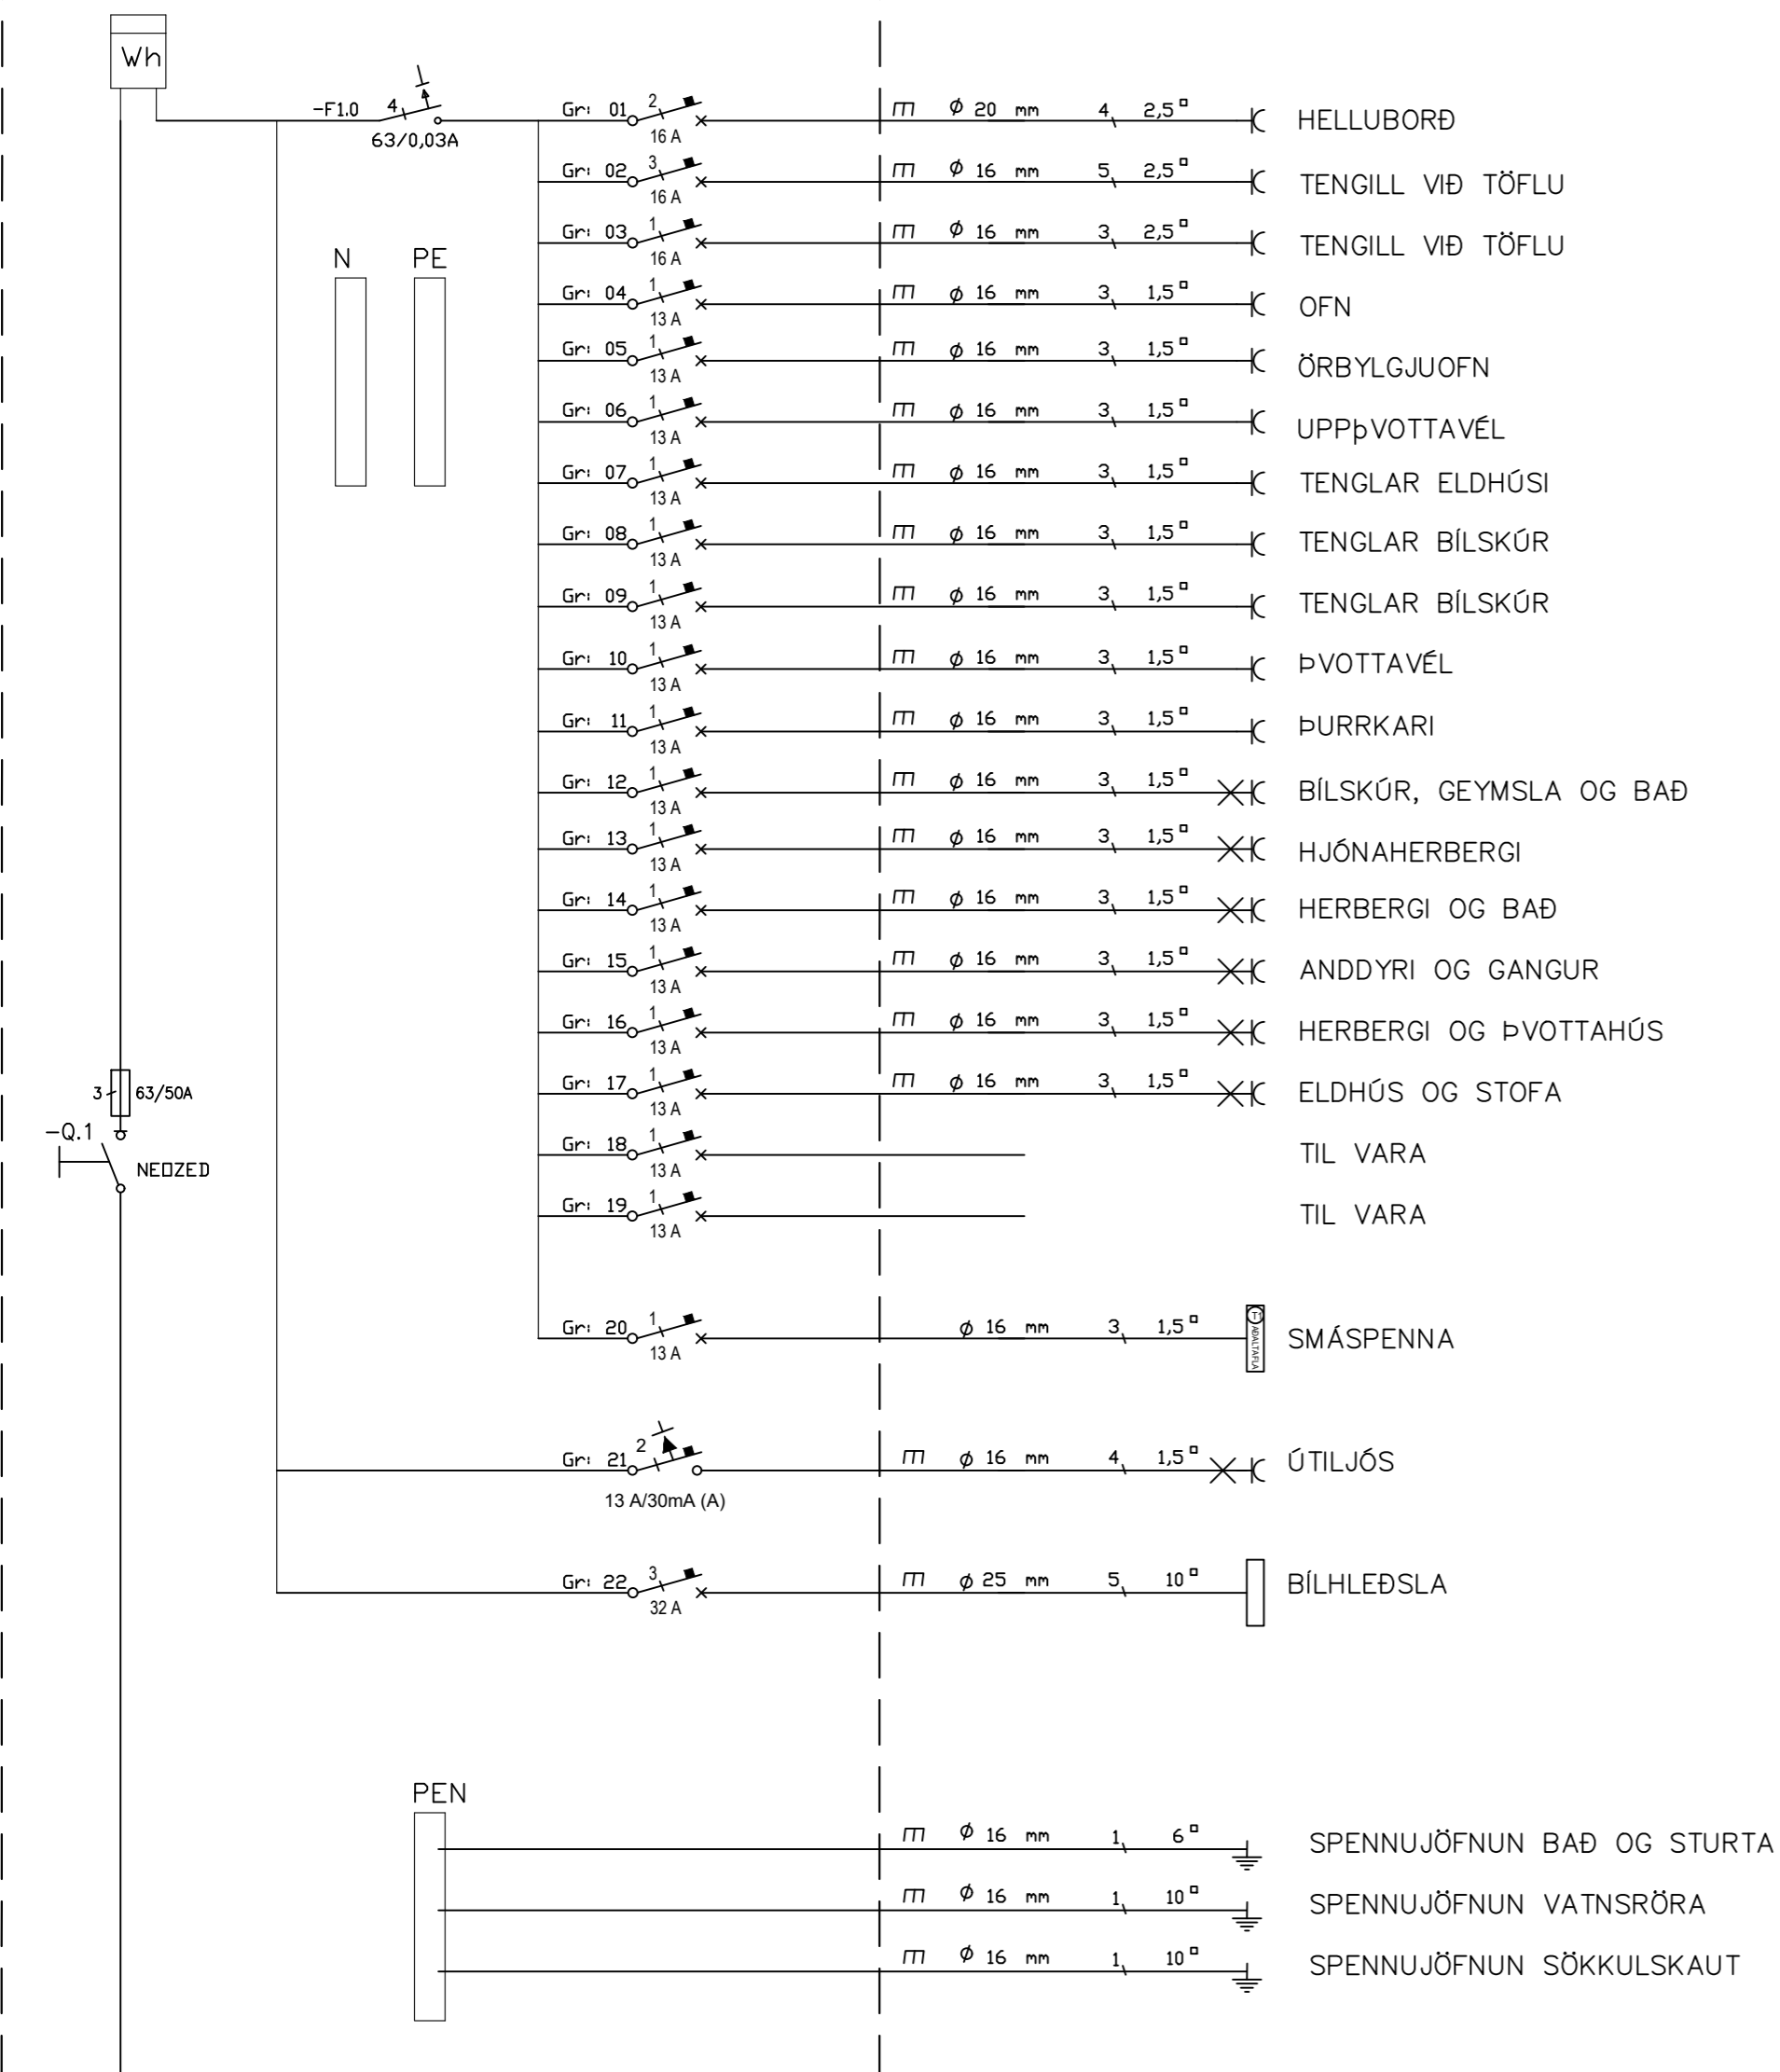 Wh
-F1.0 4 63/0,03A
N PE
Gr: 01 2 16 A ϕ 20 mm 4 2,5 HELLUBORÐ
Gr: 02 3 16 A ϕ 16 mm 5 2,5 TENGILL VIÐ TÖFLU
Gr: 03 1 16 A ϕ 16 mm 3 2,5 TENGILL VIÐ TÖFLU
Gr: 04 1 13 A ϕ 16 mm 3 1,5 OFN
Gr: 05 1 13 A ϕ 16 mm 3 1,5 ÖRBYLGJUOFN
Gr: 06 1 13 A ϕ 16 mm 3 1,5 UPPþVOTTAVÉL
Gr: 07 1 13 A ϕ 16 mm 3 1,5 TENGLAR ELDHÚSI
Gr: 08 1 13 A ϕ 16 mm 3 1,5 TENGLAR BÍLSKÚR
Gr: 09 1 13 A ϕ 16 mm 3 1,5 TENGLAR BÍLSKÚR
Gr: 10 1 13 A ϕ 16 mm 3 1,5 ÞVOTTAVÉL
Gr: 11 1 13 A ϕ 16 mm 3 1,5 ÞURRKARI
Gr: 12 1 13 A ϕ 16 mm 3 1,5 BÍLSKÚR, GEYMSLA OG BAÐ
Gr: 13 1 13 A ϕ 16 mm 3 1,5 HJÓNAHERBERGI
Gr: 14 1 13 A ϕ 16 mm 3 1,5 HERBERGI OG BAÐ
Gr: 15 1 13 A ϕ 16 mm 3 1,5 ANDDYRI OG GANGUR
Gr: 16 1 13 A ϕ 16 mm 3 1,5 HERBERGI OG ÞVOTTAHÚS
Gr: 17 1 13 A ϕ 16 mm 3 1,5 ELDHÚS OG STOFA
3 63/50A
-Q.1
NEOZED
Gr: 18 1 13 A TIL VARA
Gr: 19 1 13 A TIL VARA
Gr: 20 1 13 A ϕ 16 mm 3 1,5 T1 AÐALTAFLA SMÁSPENNA
Gr: 21 2 13 A/30mA (A) ϕ 16 mm 4 1,5 ÚTILJÓS
Gr: 22 3 32 A ϕ 25 mm 5 10 BÍLHLEÐSLA
PEN
ϕ 16 mm 1 6 SPENNUJÖFNUN BAÐ OG STURTA
ϕ 16 mm 1 10 SPENNUJÖFNUN VATNSRÖRA
ϕ 16 mm 1 10 SPENNUJÖFNUN SÖKKULSKAUT